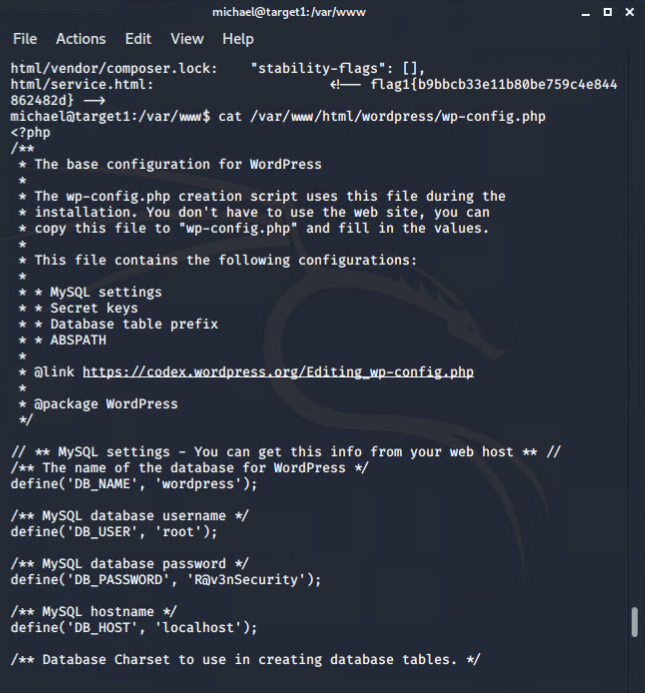 michael@target1:/var/www
File Actions Edit View Help
html/vendor/composer.lock:    "stability-flags": [],
html/service.html:                      <!-- flag1{b9bbcb33e11b80be759c4e844
862482d} -->
michael@target1:/var/www$ cat /var/www/html/wordpress/wp-config.php
<?php
/**
 * The base configuration for WordPress
 *
 * The wp-config.php creation script uses this file during the
 * installation. You don't have to use the web site, you can
 * copy this file to "wp-config.php" and fill in the values.
 *
 * This file contains the following configurations:
 *
 * * MySQL settings
 * * Secret keys
 * * Database table prefix
 * * ABSPATH
 *
 * @link https://codex.wordpress.org/Editing_wp-config.php
 *
 * @package WordPress
 */
// ** MySQL settings - You can get this info from your web host ** //
/** The name of the database for WordPress */
define('DB_NAME', 'wordpress');
/** MySQL database username */
define('DB_USER', 'root');
/** MySQL database password */
define('DB_PASSWORD', 'R@v3nSecurity');
/** MySQL hostname */
define('DB_HOST', 'localhost');
/** Database Charset to use in creating database tables. */